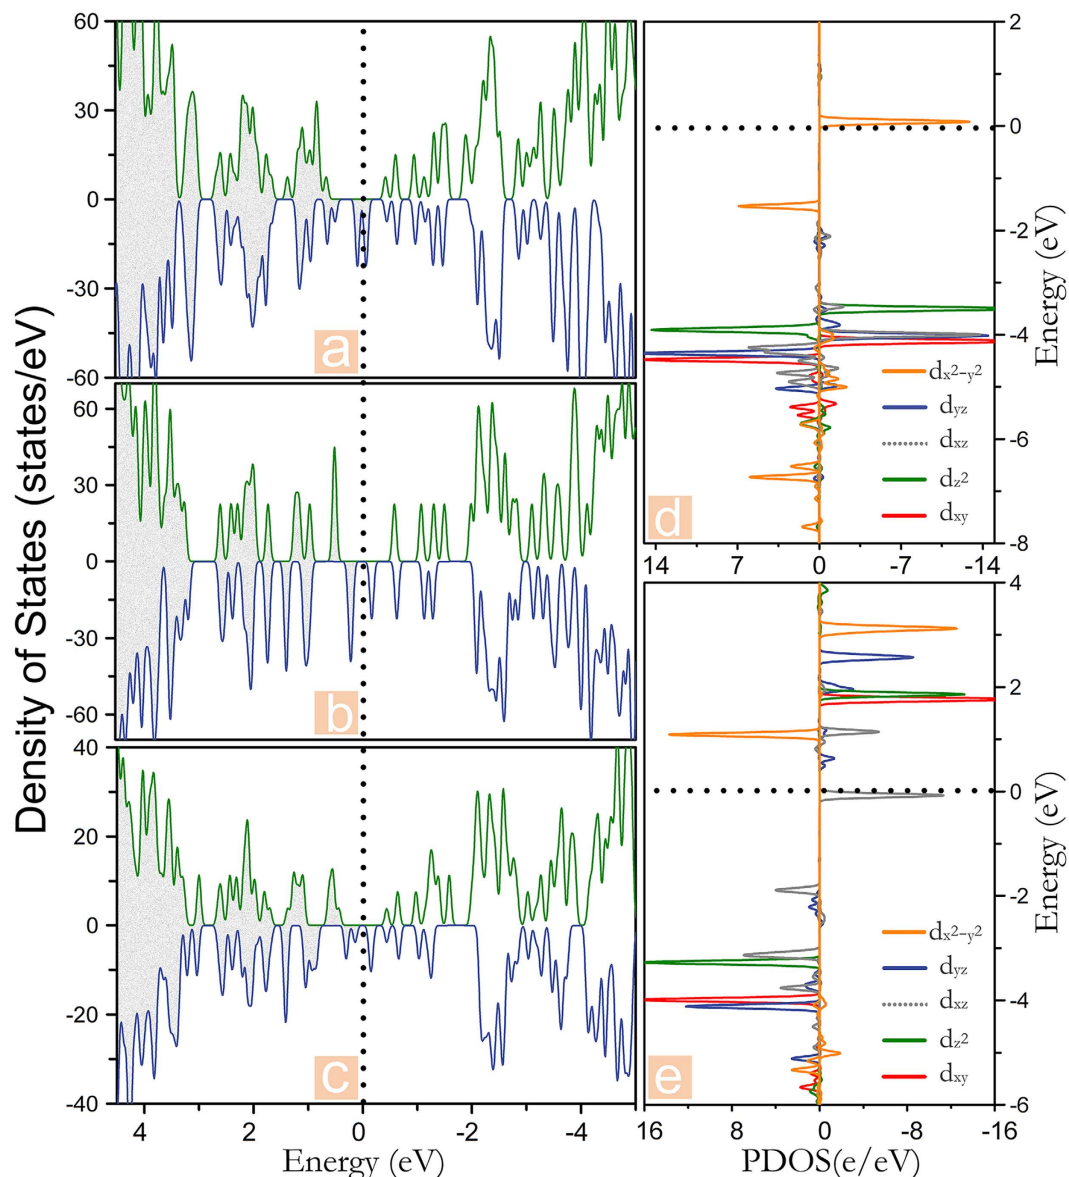 Density of States (states/eV)
60
30
0
-30
-60
a
60
30
0
-30
-60
b
40
20
0
-20
-40
c
4 2 0 -2 -4
Energy (eV)
2
0
-2
-4
-6
-8
Energy (eV)
d
dx²-y²
dyz
dxz
dz²
dxy
14 7 0 -7 -14
4
2
0
-2
-4
-6
Energy (eV)
e
dx²-y²
dyz
dxz
dz²
dxy
16 8 0 -8 -16
PDOS(e/eV)